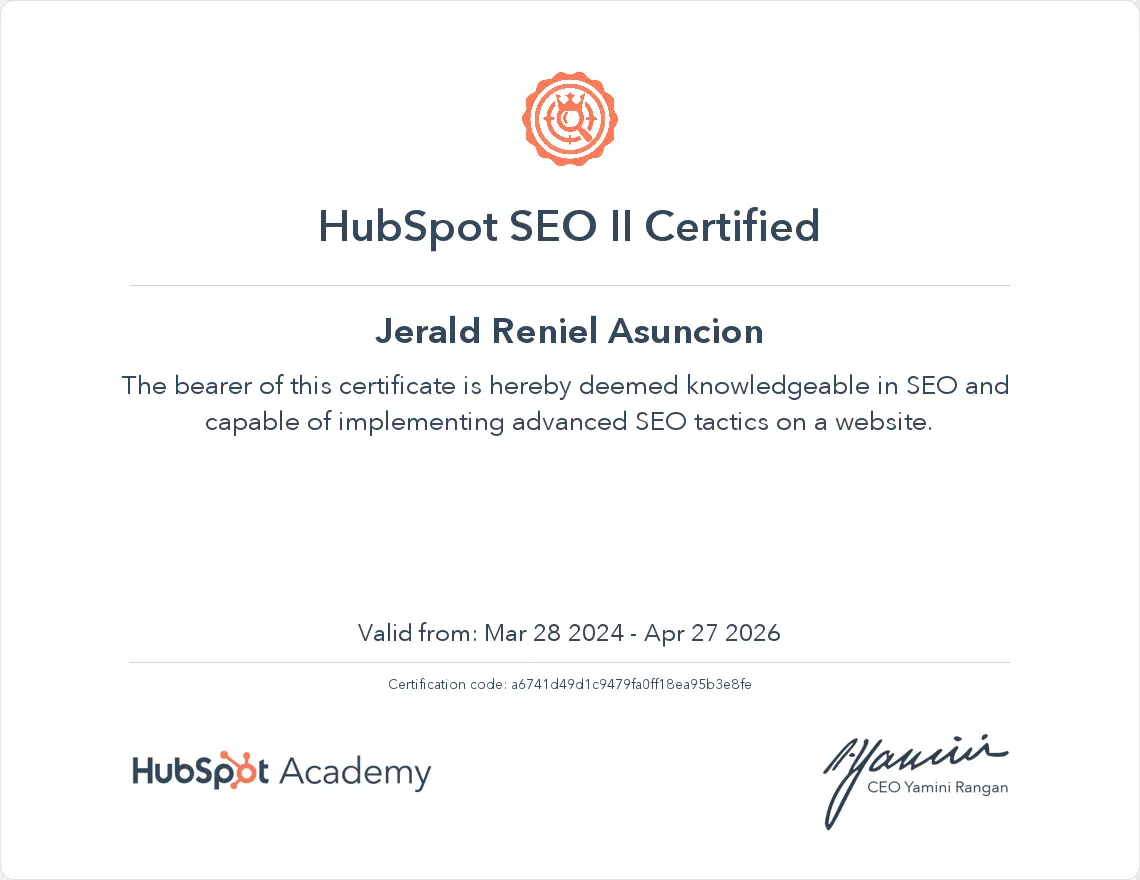 HubSpot SEO II Certified
Jerald Reniel Asuncion
The bearer of this certificate is hereby deemed knowledgeable in SEO and
capable of implementing advanced SEO tactics on a website.
Valid from: Mar 28 2024 - Apr 27 2026
Certification code: a6741d49d1c9479fa0ff18ea95b3e8fe
HubSpot Academy
Yamini
CEO Yamini Rangan